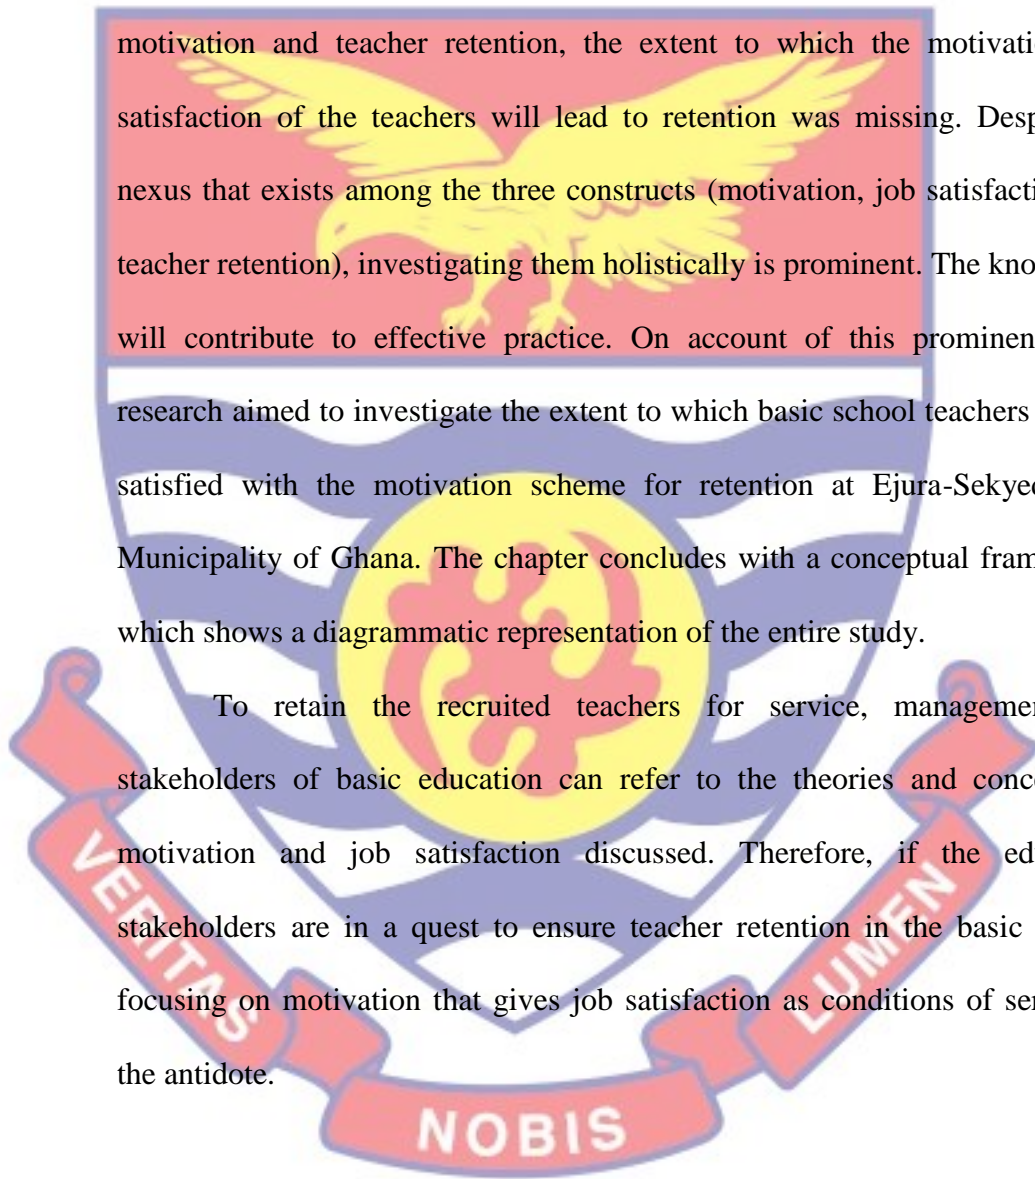 motivation and teacher retention, the extent to which the motivati
satisfaction of the teachers will lead to retention was missing. Desp
nexus that exists among the three constructs (motivation, job satisfacti
teacher retention), investigating them holistically is prominent. The kno
will contribute to effective practice. On account of this prominen
research aimed to investigate the extent to which basic school teachers
satisfied with the motivation scheme for retention at Ejura-Sekyed
Municipality of Ghana. The chapter concludes with a conceptual fram
which shows a diagrammatic representation of the entire study.
To retain the recruited teachers for service, managemen
stakeholders of basic education can refer to the theories and conce
motivation and job satisfaction discussed. Therefore, if the ed
stakeholders are in a quest to ensure teacher retention in the basic
focusing on motivation that gives job satisfaction as conditions of ser
the antidote.
VERITAS
NOBIS
LUMEN